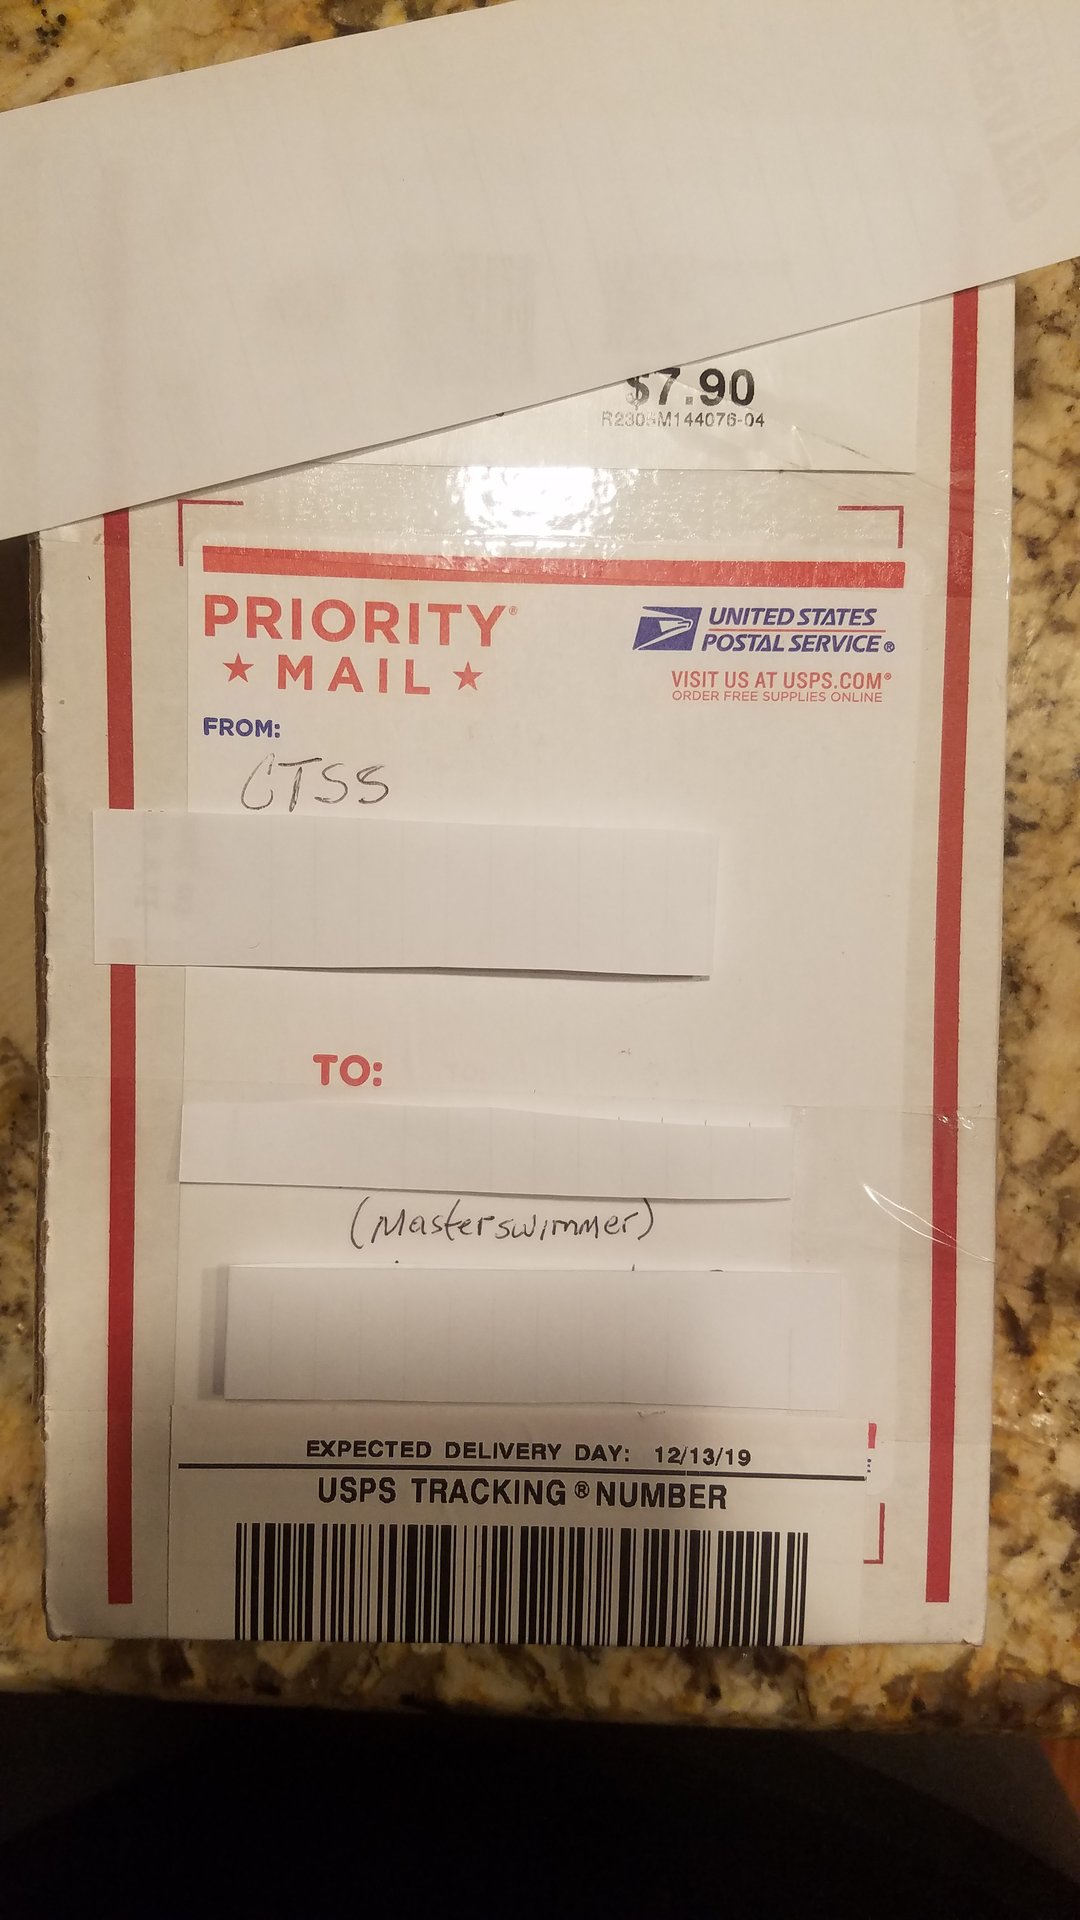 $7.90
R2305M144076-04
PRIORITY®
★ MAIL ★
UNITED STATES
POSTAL SERVICE®
VISIT US AT USPS.COM®
ORDER FREE SUPPLIES ONLINE
FROM:
CTSS
TO:
(Masterswimmer)
EXPECTED DELIVERY DAY: 12/13/19
USPS TRACKING® NUMBER